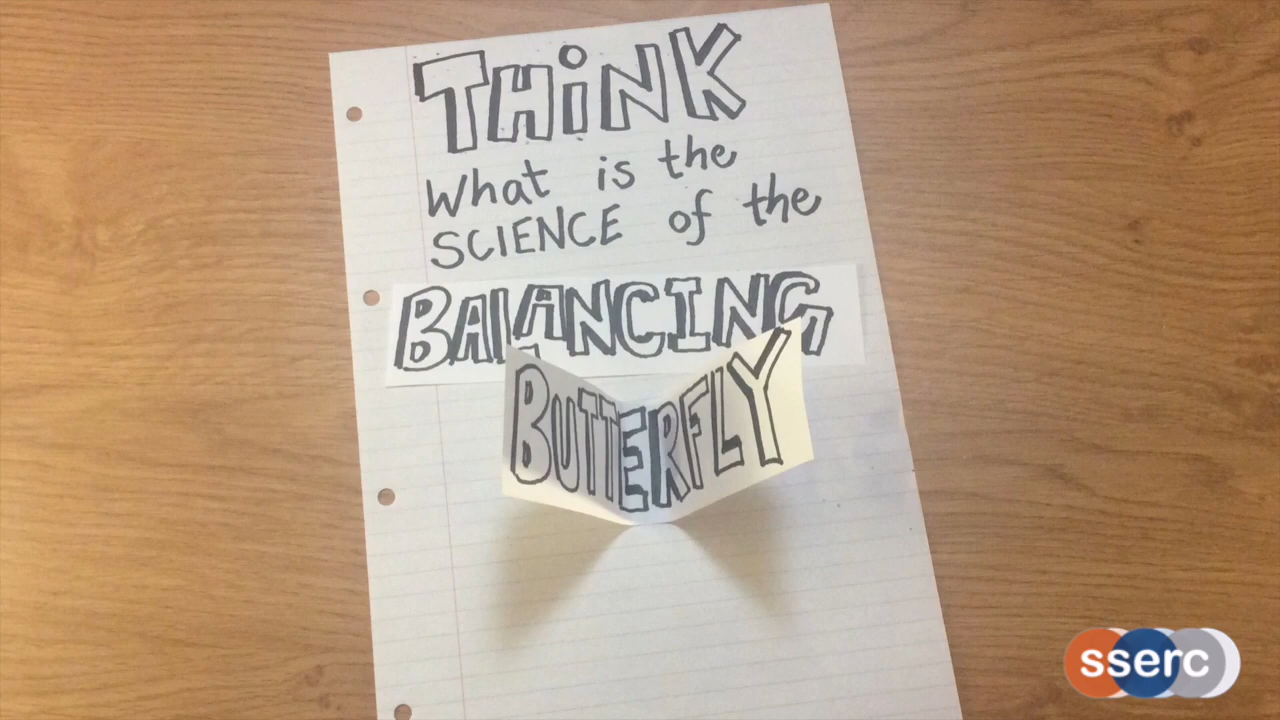 THiNK
What is the
SCIENCE of the
BALANCING
BUTTERFLY
sserc